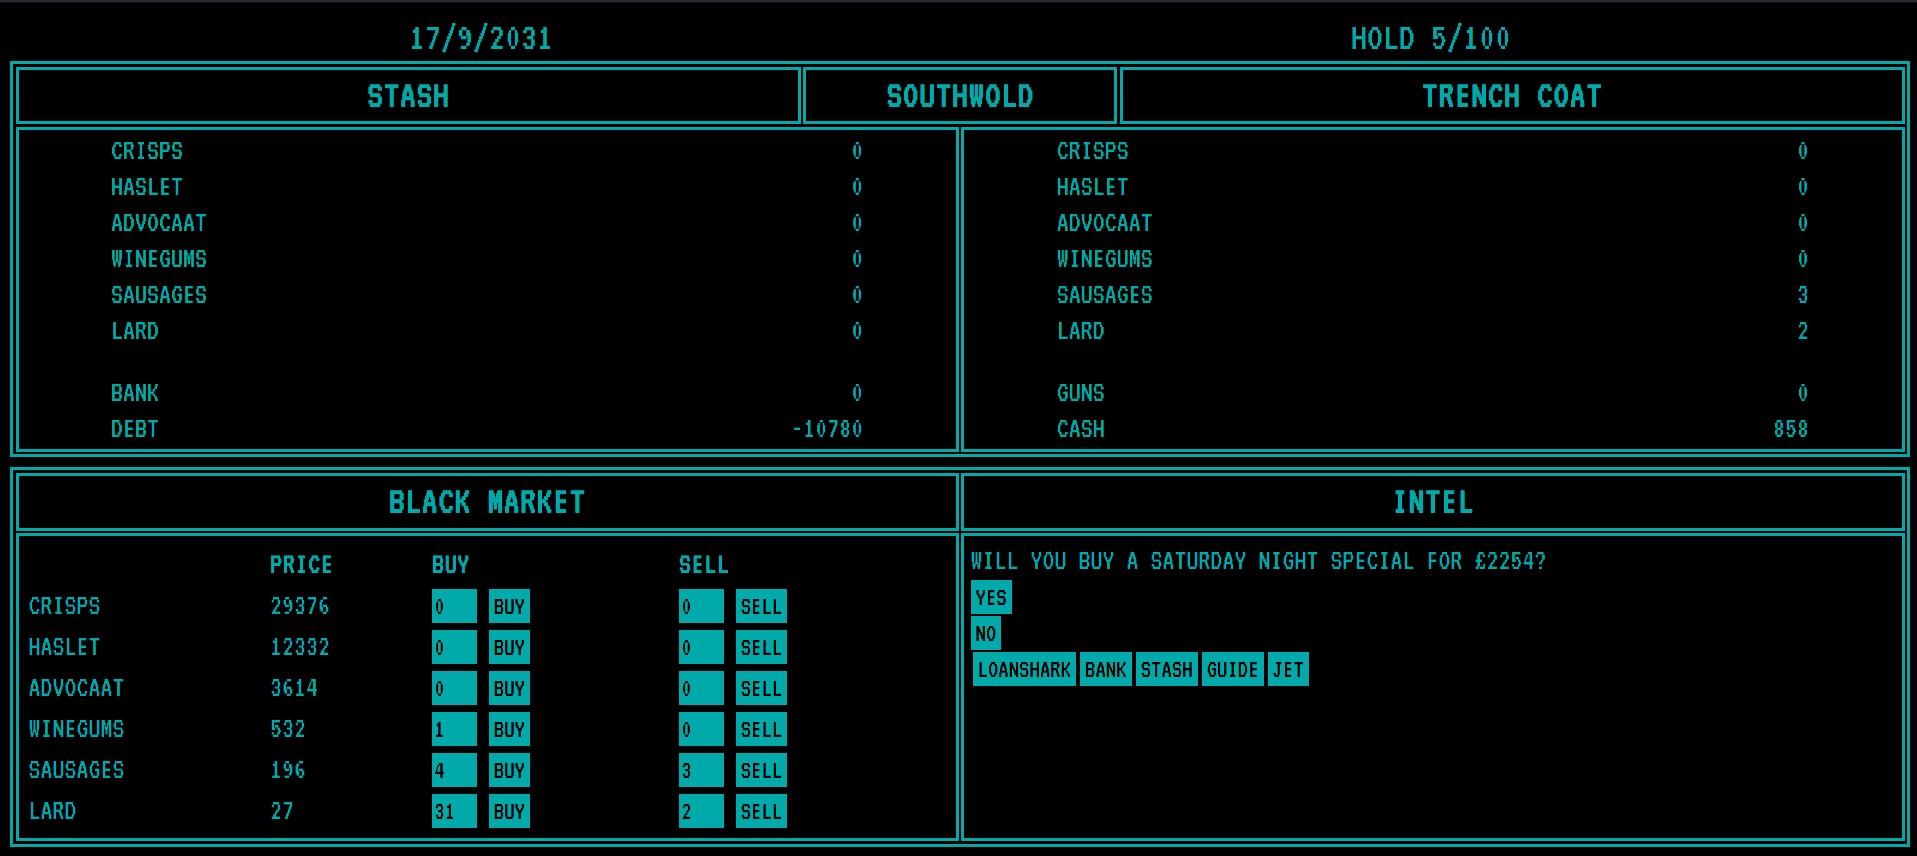 17/9/2031 HOLD 5/100
STASH SOUTHWOLD TRENCH COAT
CRISPS 0
HASLET 0
ADVOCAAT 0
WINEGUMS 0
SAUSAGES 0
LARD 0
BANK 0
DEBT -10780
CRISPS 0
HASLET 0
ADVOCAAT 0
WINEGUMS 0
SAUSAGES 3
LARD 2
GUNS 0
CASH 858
BLACK MARKET
PRICE BUY SELL
CRISPS 29376 0 BUY 0 SELL
HASLET 12332 0 BUY 0 SELL
ADVOCAAT 3614 0 BUY 0 SELL
WINEGUMS 532 1 BUY 0 SELL
SAUSAGES 196 4 BUY 3 SELL
LARD 27 31 BUY 2 SELL
INTEL
WILL YOU BUY A SATURDAY NIGHT SPECIAL FOR £2254?
YES
NO
LOANSHARK BANK STASH GUIDE JET